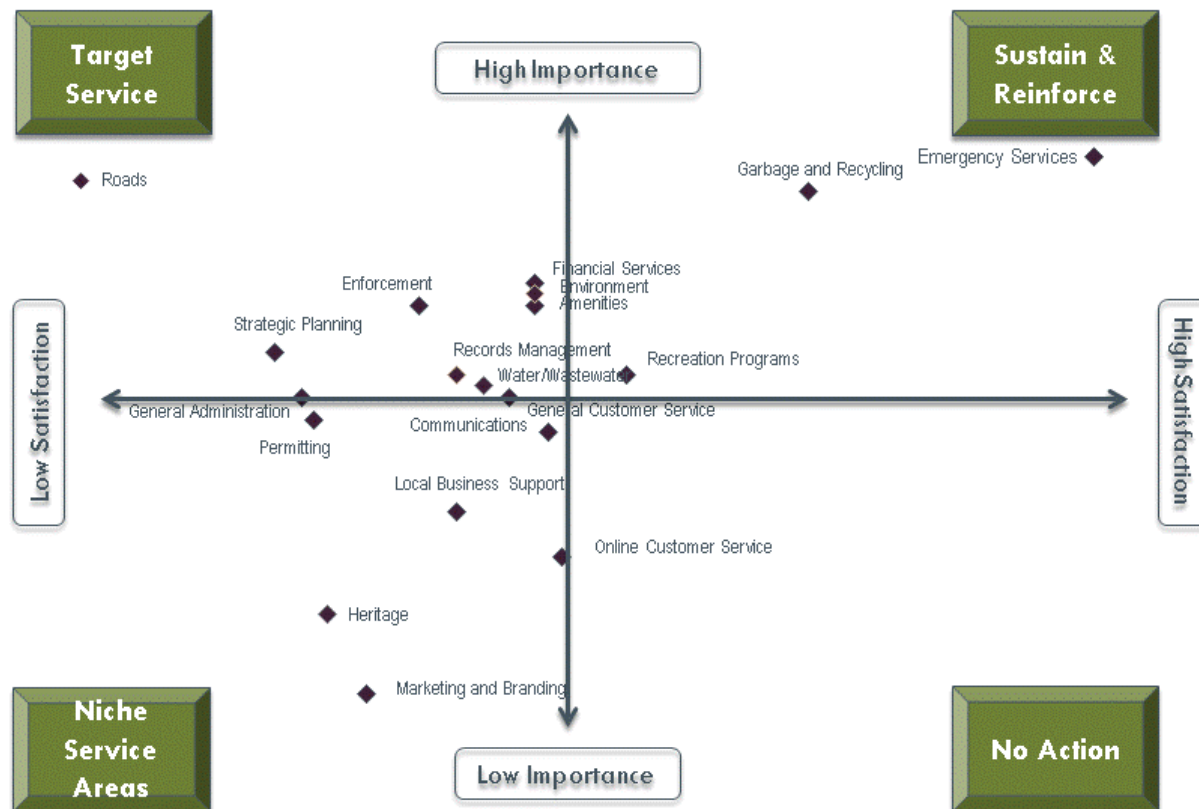 Target
Service
High Importance
Sustain &
Reinforce
Emergency Services
Garbage and Recycling
Roads
Financial Services
Enforcement
Environment
Amenities
Strategic Planning
Records Management
Recreation Programs
Water/Wastewater
General Administration
General Customer Service
Communications
Permitting
Low Satisfaction
High Satisfaction
Local Business Support
Online Customer Service
Heritage
Marketing and Branding
Niche
Service
Areas
Low Importance
No Action